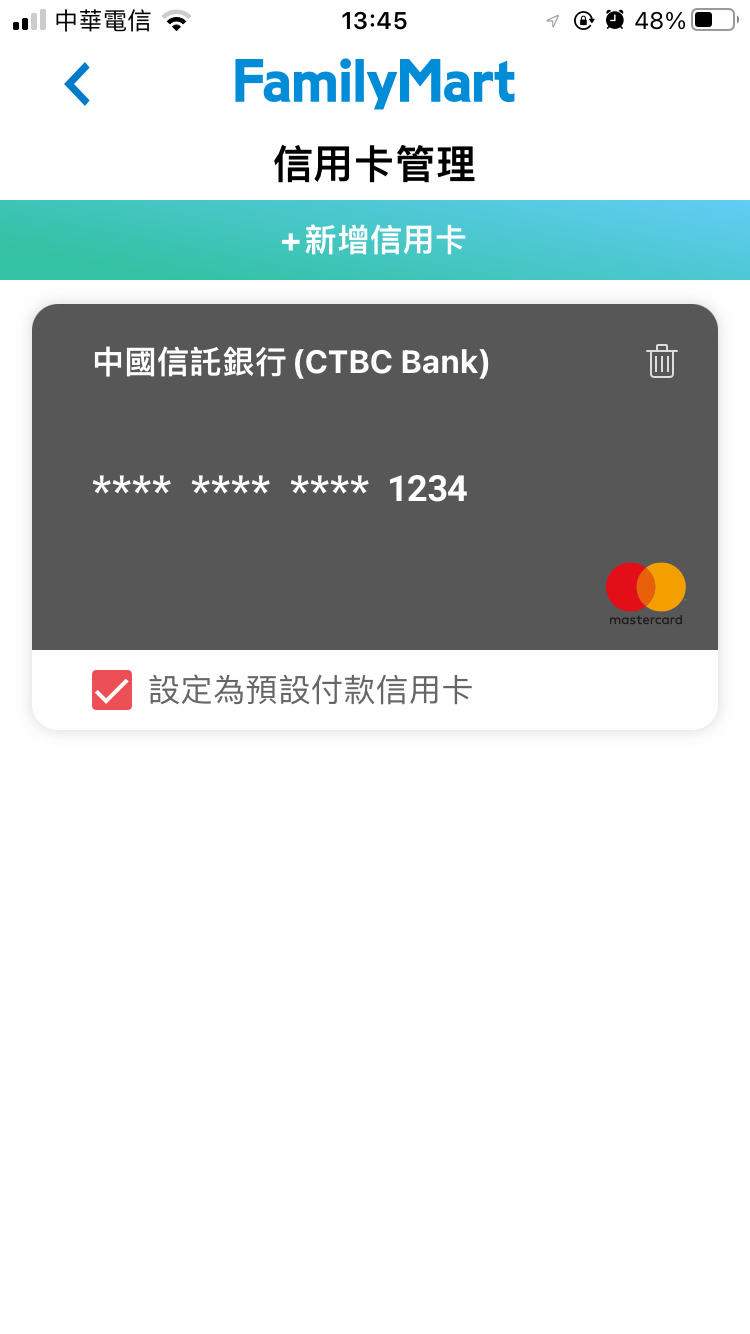 中華電信 13:45 48%
FamilyMart
信用卡管理
+新增信用卡
中國信託銀行 (CTBC Bank)
**** **** **** 1234
mastercard
設定為預設付款信用卡